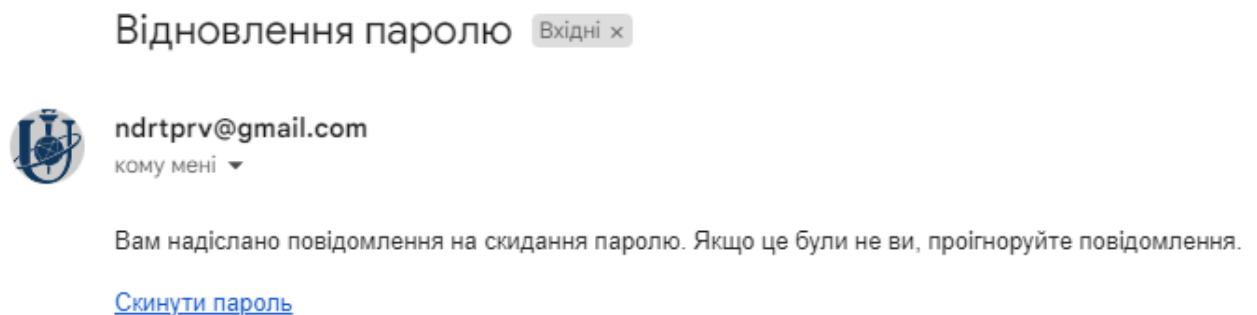 Відновлення паролю Вхідні ×
ndrtprv@gmail.com
кому мені
Вам надіслано повідомлення на скидання паролю. Якщо це були не ви, проігноруйте повідомлення.
Скинути пароль